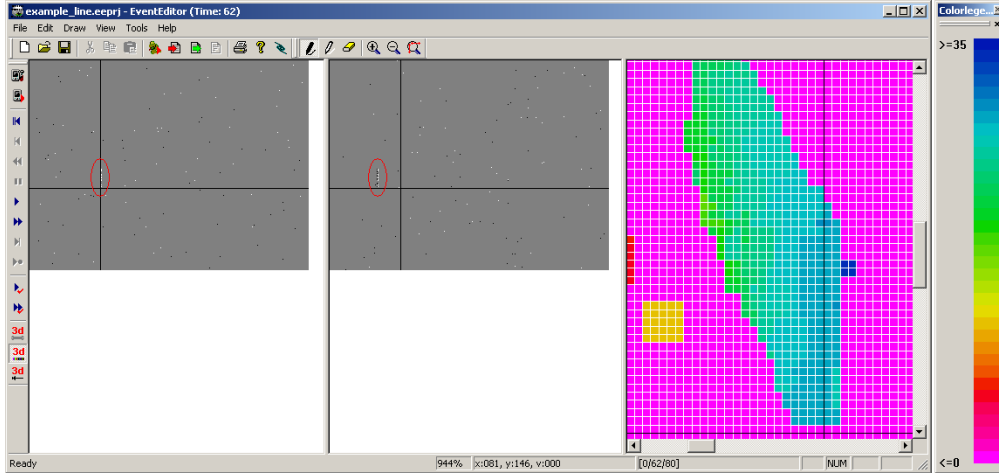 example_line.eeprj - EventEditor (Time: 62)
Colorlege...
File Edit Draw View Tools Help
>=35
3d
3d
3d
<=0
Ready
944%
x:081, y:146, v:000
[0/62/80]
NUM